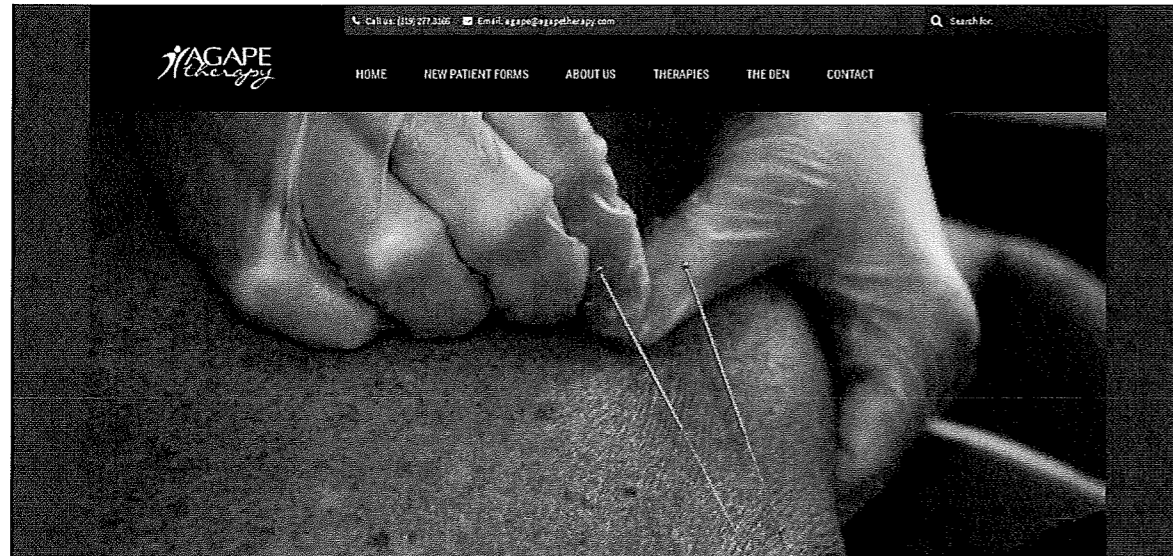 Call us: (319) 277.3166 Email: agape@agapetherapy.com Search for:
AGAPE
therapy
HOME NEW PATIENT FORMS ABOUT US THERAPIES THE DEN CONTACT